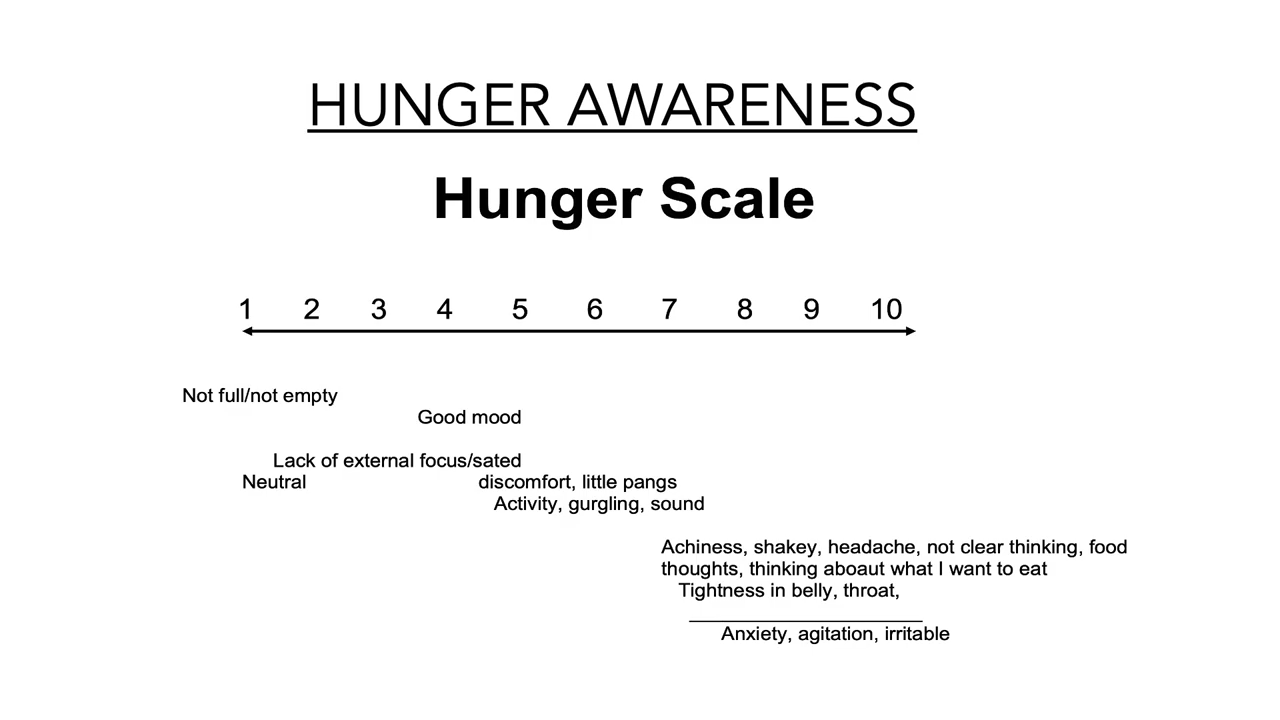 HUNGER AWARENESS
Hunger Scale
1 2 3 4 5 6 7 8 9 10
Not full/not empty
Good mood
Lack of external focus/sated
Neutral discomfort, little pangs
Activity, gurgling, sound
Achiness, shakey, headache, not clear thinking, food
thoughts, thinking aboaut what I want to eat
Tightness in belly, throat,
Anxiety, agitation, irritable